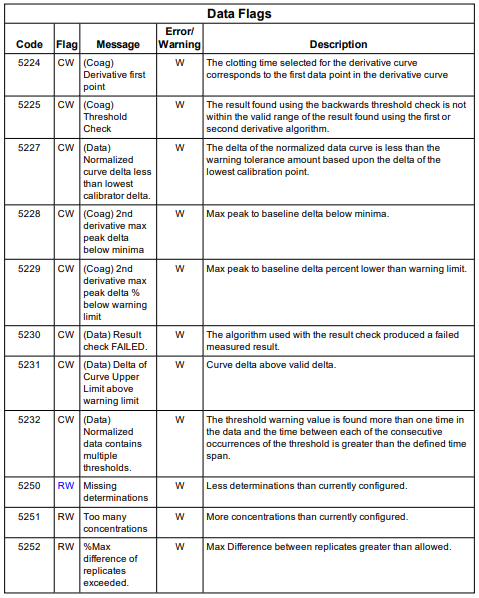 Data Flags
Code Flag Message Error/ Warning Description
5224 CW (Coag) W The clotting time selected for the derivative curve
Derivative first corresponds to the first data point in the derivative curve
point
5225 CW (Coag) W The result found using the backwards threshold check is not
Threshold within the valid range of the result found using the first or
Check second derivative algorithm.
5227 CW (Data) W The delta of the normalized data curve is less than the
Normalized warning tolerance amount based upon the delta of the
curve delta less lowest calibration point.
than lowest
calibrator delta.
5228 CW (Coag) 2nd W Max peak to baseline delta below minima.
derivative max
peak delta
below minima
5229 CW (Coag) 2nd W Max peak to baseline delta percent lower than warning limit.
derivative max
peak delta %
below warning
limit
5230 CW (Data) Result W The algorithm used with the result check produced a failed
check FAILED. measured result.
5231 CW (Data) Delta of W Curve delta above valid delta.
Curve Upper
Limit above
warning limit
5232 CW (Data) W The threshold warning value is found more than one time in
Normalized the data and the time between each of the consecutive
data contains occurrences of the threshold is greater than the defined time
multiple span.
thresholds.
5250 RW Missing W Less determinations than currently configured.
determinations
5251 RW Too many W More concentrations than currently configured.
concentrations
5252 RW %Max W Max Difference between replicates greater than allowed.
difference of
replicates
exceeded.